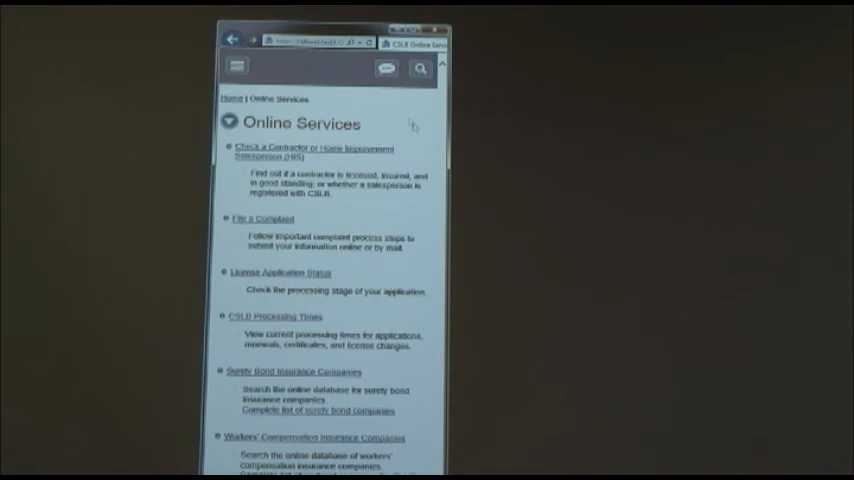 CSLB Online Servi
Home | Online Services
Online Services
Check a Contractor or Home Improvement
Salesperson (HIS)
Find out if a contractor is licensed, insured, and
in good standing; or whether a salesperson is
registered with CSLB.
File a Complaint
Follow important complaint process steps to
submit your information online or by mail.
License Application Status
Check the processing stage of your application.
CSLB Processing Times
View current processing times for applications,
renewals, certificates, and license changes.
Surety Bond Insurance Companies
Search the online database for surety bond
insurance companies.
Complete list of surety bond companies
Workers' Compensation Insurance Companies
Search the online database of workers'
compensation insurance companies.